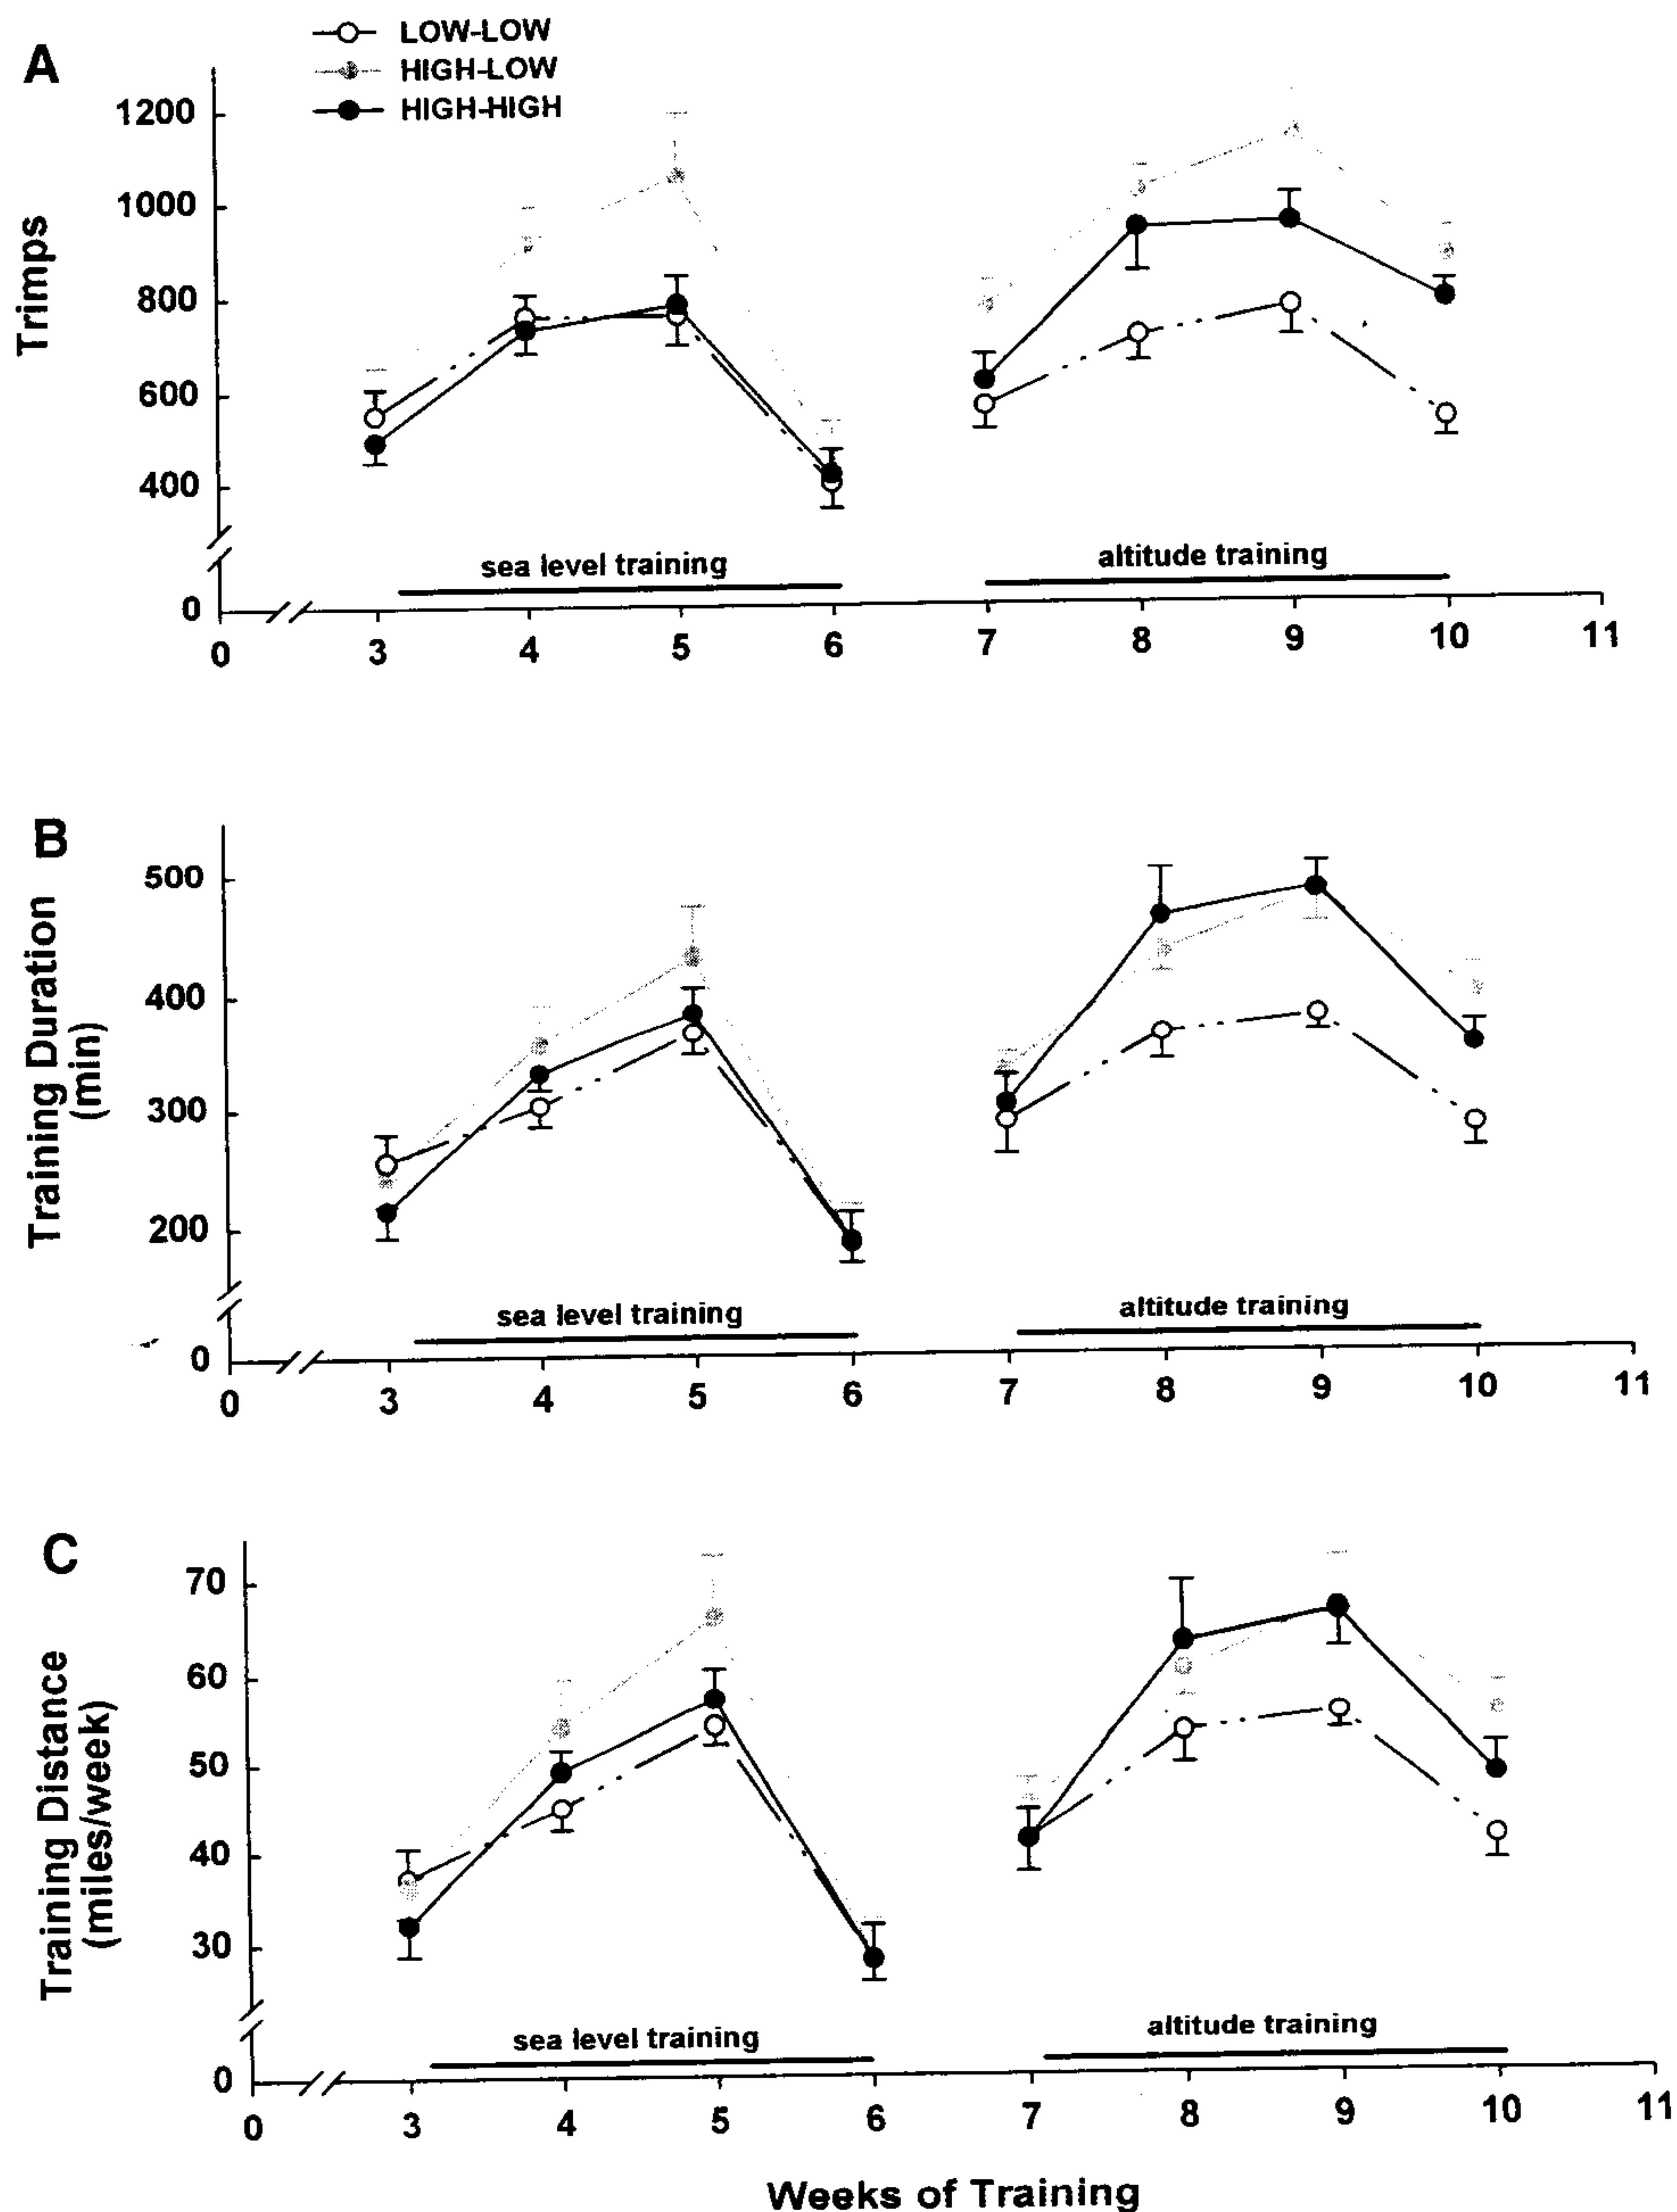 A
LOW-LOW
HIGH-LOW
HIGH-HIGH
Trimps
1200
1000
800
600
400
0
sea level training
altitude training
0 3 4 5 6 7 8 9 10 11
B
Training Duration
(min)
500
400
300
200
0
sea level training
altitude training
0 3 4 5 6 7 8 9 10 11
C
Training Distance
(miles/week)
70
60
50
40
30
0
sea level training
altitude training
0 3 4 5 6 7 8 9 10 11
Weeks of Training